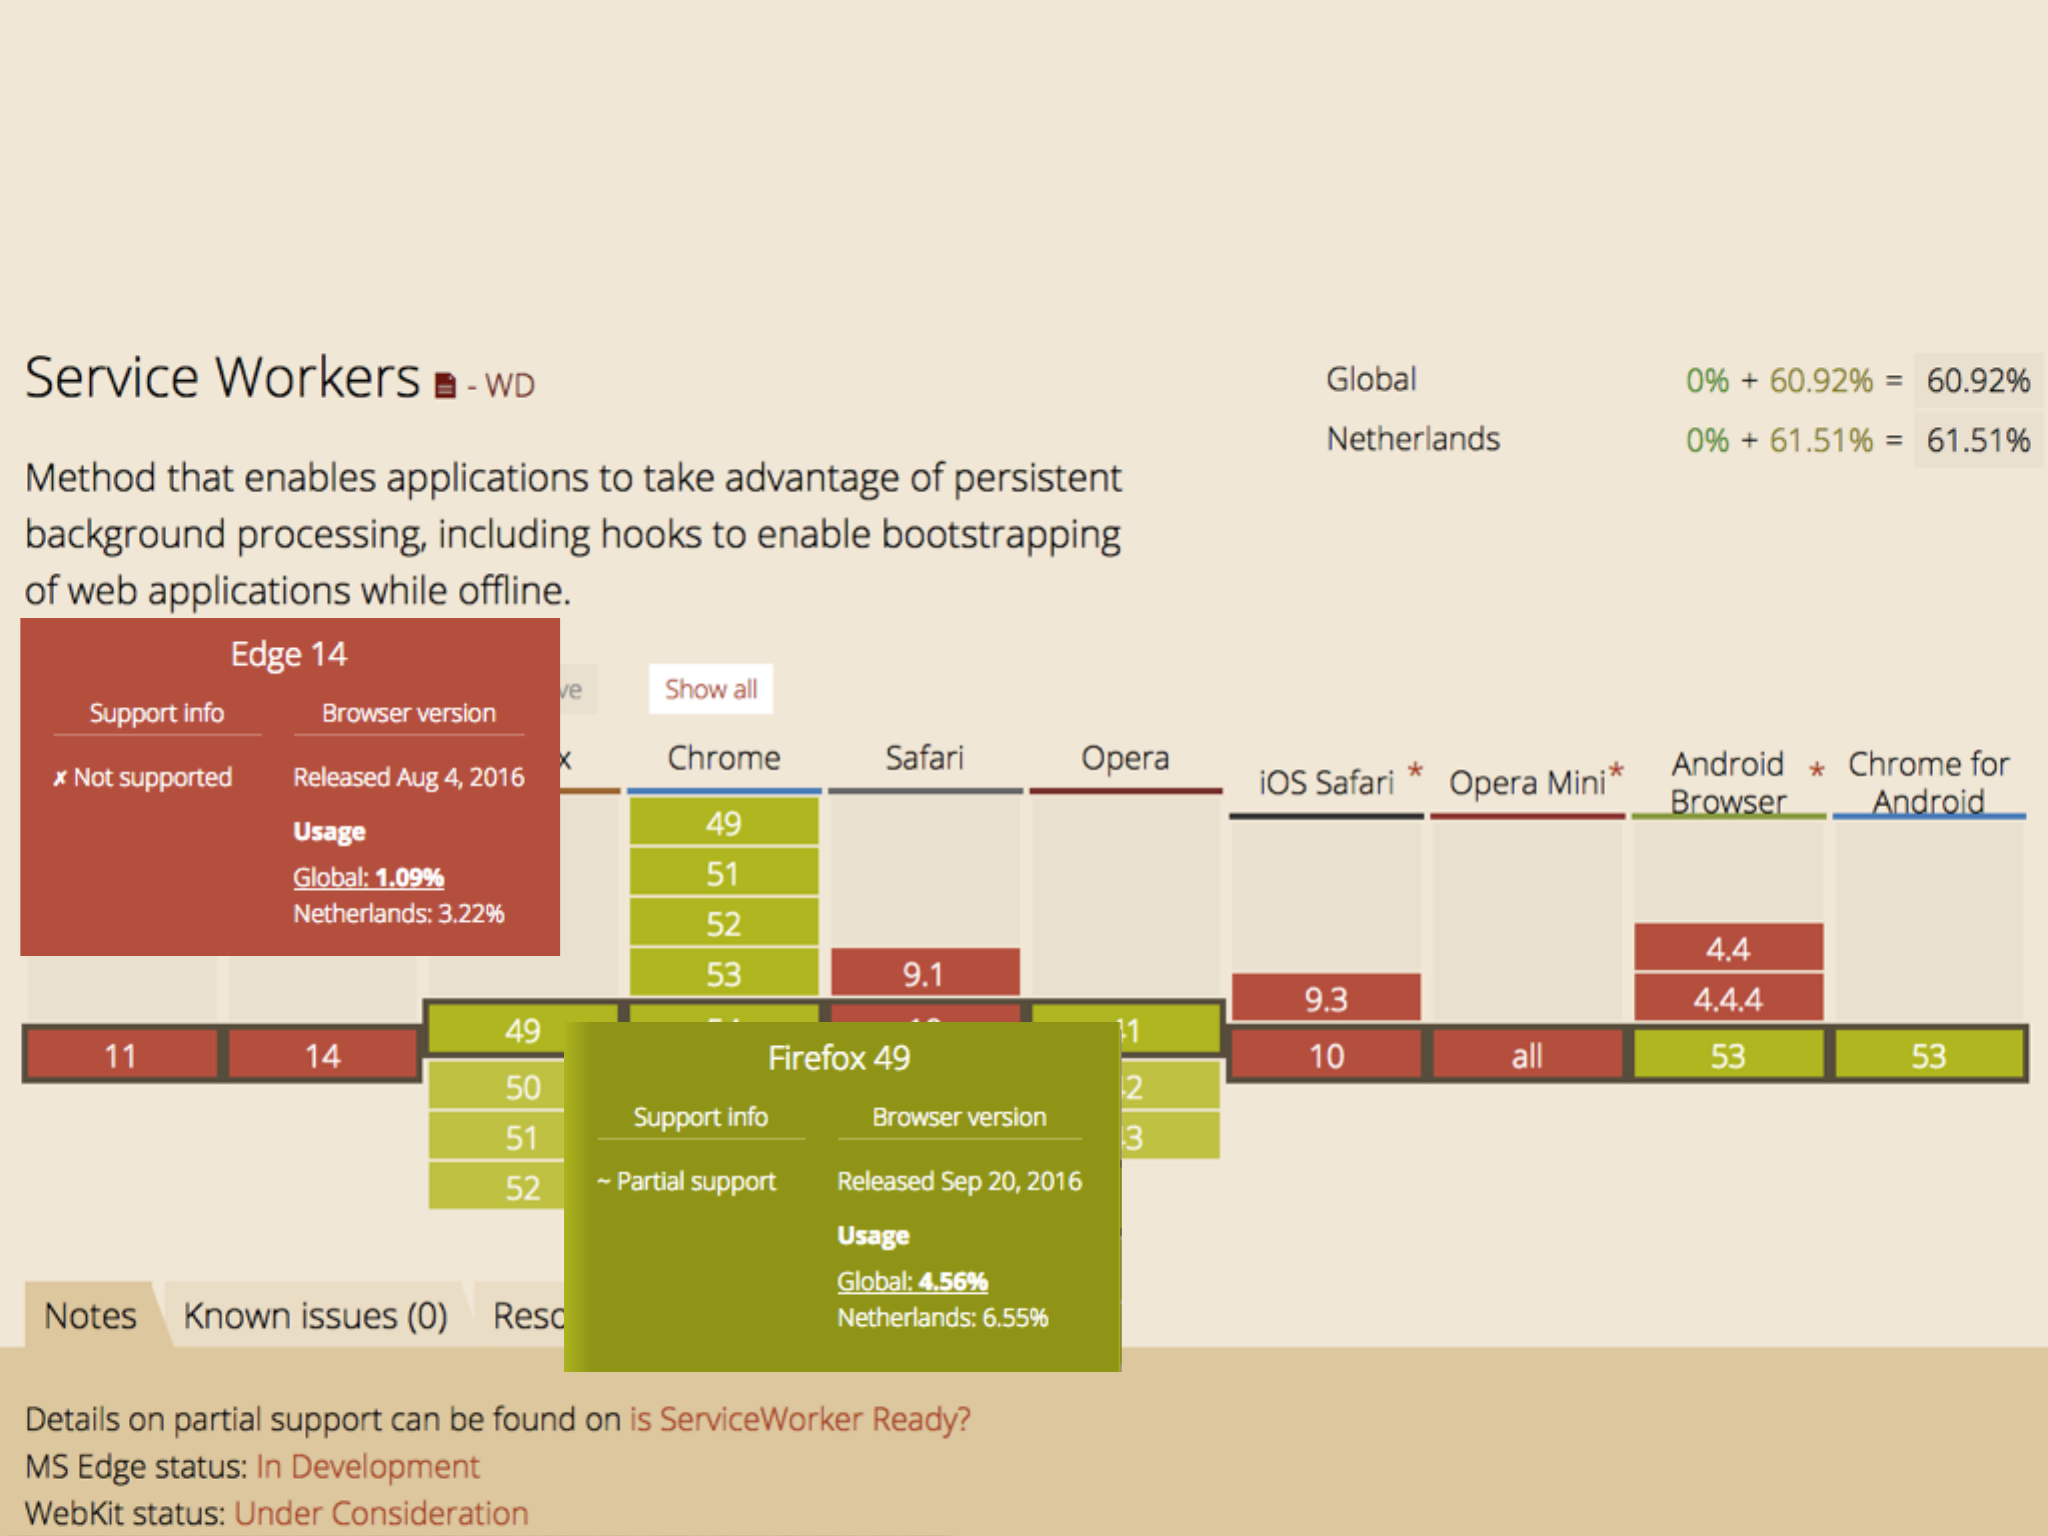 Service Workers - WD
Global 0% + 60.92% = 60.92%
Netherlands 0% + 61.51% = 61.51%
Method that enables applications to take advantage of persistent
background processing, including hooks to enable bootstrapping
of web applications while offline.
Edge 14
Support info Browser version
✗ Not supported Released Aug 4, 2016
Usage
Global: 1.09%
Netherlands: 3.22%
Show all
Chrome Safari Opera iOS Safari * Opera Mini * Android Browser * Chrome for Android
49
51
52
53 9.1
4.4
9.3 4.4.4
49
11 14 10 all 53 53
50
51
52
Firefox 49
Support info Browser version
~ Partial support Released Sep 20, 2016
Usage
Global: 4.56%
Netherlands: 6.55%
Notes Known issues (0)
Details on partial support can be found on is ServiceWorker Ready?
MS Edge status: In Development
WebKit status: Under Consideration